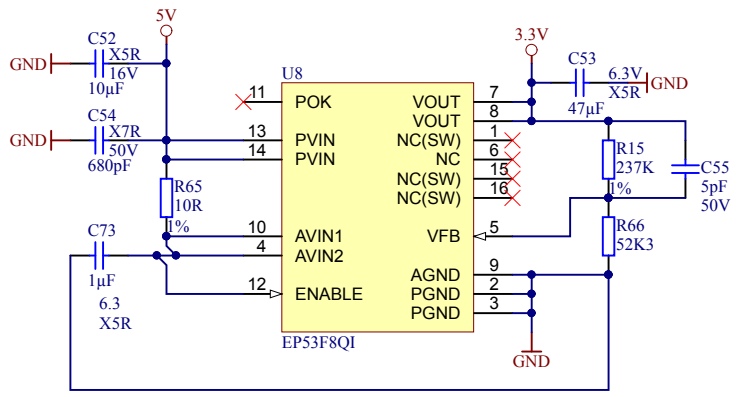 5V
C52
X5R
GND
16V
10µF
C54
X7R
GND
50V
680pF
R65
10R
1%
C73
1µF
6.3
X5R
U8
11
POK
13
PVIN
14
PVIN
10
AVIN1
4
AVIN2
12
ENABLE
VOUT
7
VOUT
8
NC(SW)
1
NC
6
NC(SW)
15
NC(SW)
16
VFB
5
AGND
9
PGND
2
PGND
3
EP53F8QI
3.3V
C53
6.3V
GND
X5R
47µF
R15
237K
1%
C55
5pF
50V
R66
52K3
GND